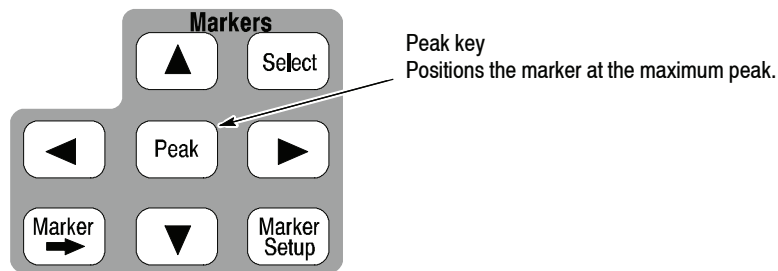 Markers
Select
Peak key
Positions the marker at the maximum peak.
Peak
Marker
Marker
Setup